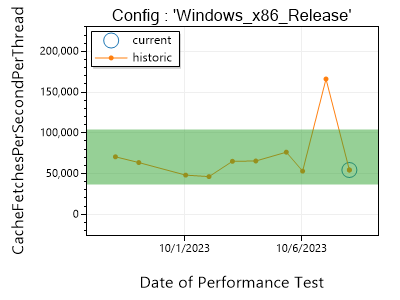 Config : 'Windows_x86_Release'
current
historic
CacheFetchesPerSecondPerThread
200,000
150,000
100,000
50,000
0
10/1/2023 10/6/2023
Date of Performance Test